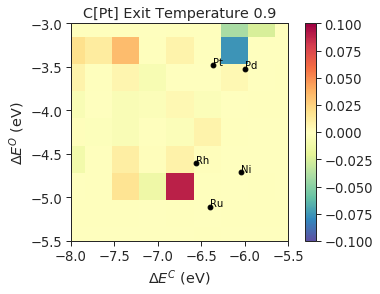 C[Pt] Exit Temperature 0.9
−3.0
−3.5
−4.0
−4.5
−5.0
−5.5
ΔE^O (eV)
Pt
Pd
Rh
Ni
Ru
−8.0 −7.5 −7.0 −6.5 −6.0 −5.5
ΔE^C (eV)
0.100
0.075
0.050
0.025
0.000
−0.025
−0.050
−0.075
−0.100